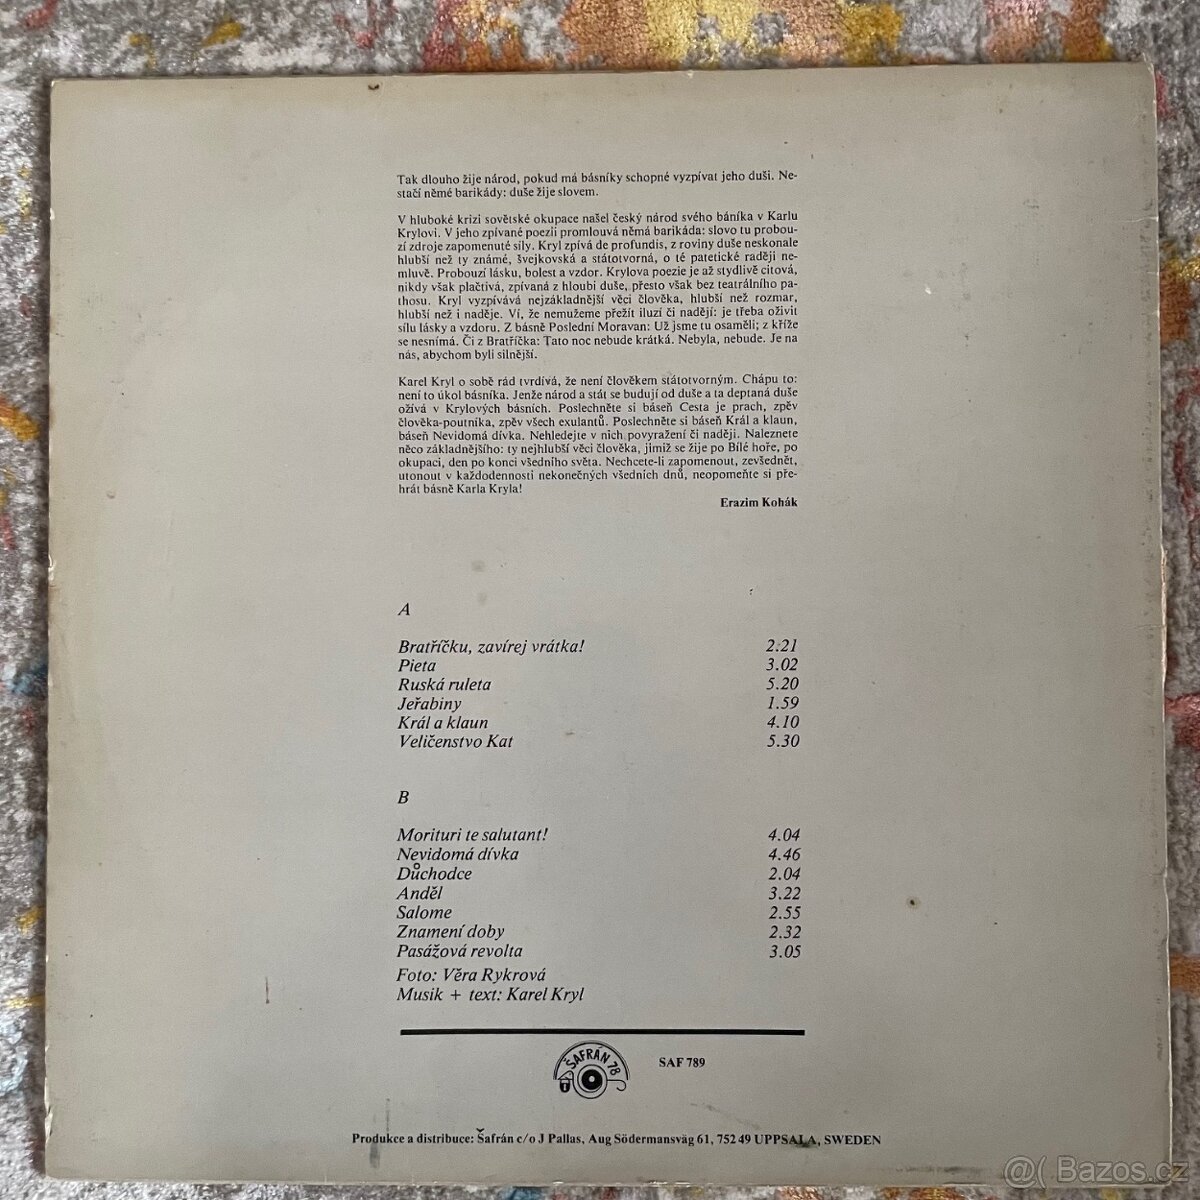 Tak dlouho žije národ, pokud má básníky schopné vyzpívat jeho duši. Ne-
stačí němé barikády: duše žije slovem.
V hluboké krizi sovětské okupace našel český národ svého báníka v Karlu
Krylovi. V jeho zpívané poezii promlouvá němá barikáda: slovo tu probou-
zí zdroje zapomenuté síly. Kryl zpívá de profundis, z roviny duše neskonale
hlubší než ty známé, švejkovská a státotvorná, o té patetické raději ne-
mluvě. Probouzí lásku, bolest a vzdor. Krylova poezie je až stydlivě citová,
nikdy však plačtivá, zpívaná z hloubi duše, přesto však bez teatrálního pa-
thosu. Kryl vyzpívává nejzákladnější věci člověka, hlubší než rozmar,
hlubší než i naděje. Ví, že nemužeme přežít iluzí či nadějí: je třeba oživit
sílu lásky a vzdoru. Z básně Poslední Moravan: Už jsme tu osaměli; z kříže
se nesnímá. Či z Bratříčka: Tato noc nebude krátká. Nebyla, nebude. Je na
nás, abychom byli silnější.
Karel Kryl o sobě rád tvrdívá, že není člověkem státotvorným. Chápu to:
není to úkol básníka. Jenže národ a stát se budují od duše a ta deptaná duše
ožívá v Krylových básních. Poslechněte si báseň Cesta je prach, zpěv
člověka-poutníka, zpěv všech exulantů. Poslechněte si báseň Král a klaun,
báseň Nevidomá dívka. Nehledejte v nich povyražení či naději. Naleznete
něco základnějšího: ty nejhlubší věci člověka, jimiž se žije po Bílé hoře, po
okupaci, den po konci všedního světa. Nechcete-li zapomenout, zevšednět,
utonout v každodennosti nekonečných všedních dnů, neopomeňte si pře-
hrát básně Karla Kryla!
Erazim Kohák
A
Bratříčku, zavírej vrátka! 2.21
Pieta 3.02
Ruská ruleta 5.20
Jeřabiny 1.59
Král a klaun 4.10
Veličenstvo Kat 5.30
B
Morituri te salutant! 4.04
Nevidomá dívka 4.46
Důchodce 2.04
Anděl 3.22
Salome 2.55
Znamení doby 2.32
Pasážová revolta 3.05
Foto: Věra Rykrová
Musik + text: Karel Kryl
ŠAFRÁN 78
SAF 789
Produkce a distribuce: Šafrán c/o J Pallas, Aug Södermansväg 61, 752 49 UPPSALA, SWEDEN
@( Bazos.cz